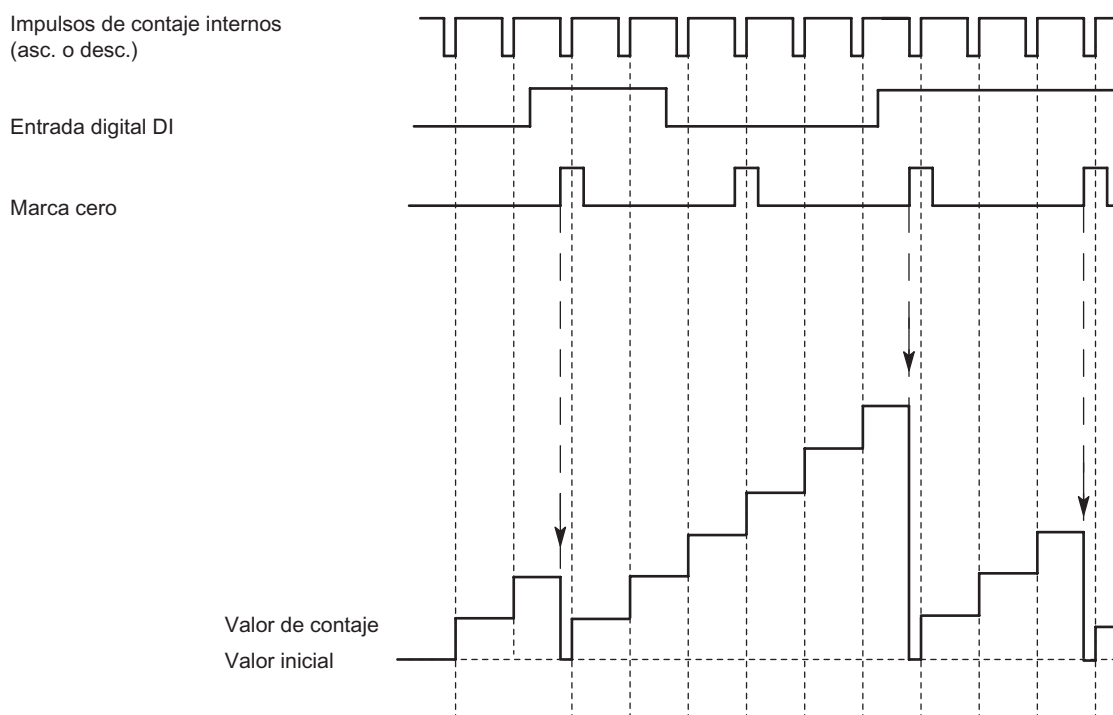 Impulsos de contaje internos
(asc. o desc.)
Entrada digital DI
Marca cero
Valor de contaje
Valor inicial